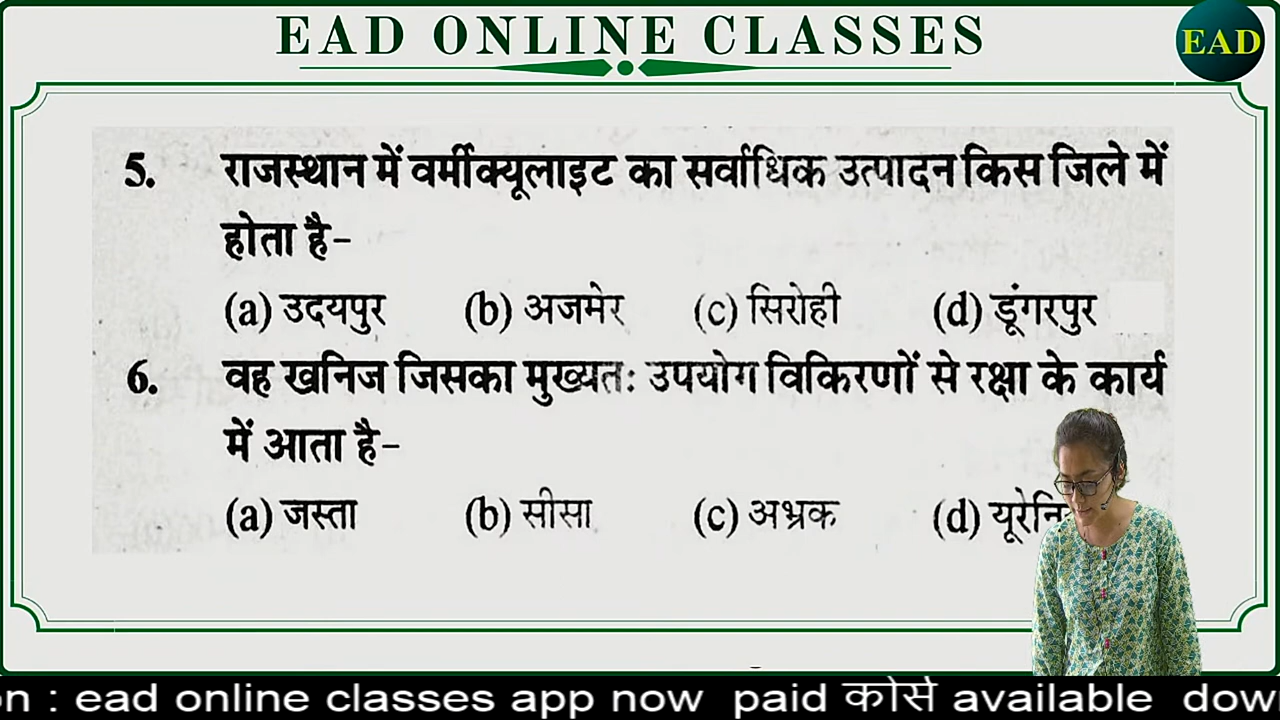 EAD ONLINE CLASSES
EAD
5. राजस्थान में वर्मीक्यूलाइट का सर्वाधिक उत्पादन किस जिले में
होता है-
(a) उदयपुर (b) अजमेर (c) सिरोही (d) डूंगरपुर
6. वह खनिज जिसका मुख्यतः उपयोग विकिरणों से रक्षा के कार्य
में आता है-
(a) जस्ता (b) सीसा (c) अभ्रक (d)
: ead online classes app now paid कोर्स available